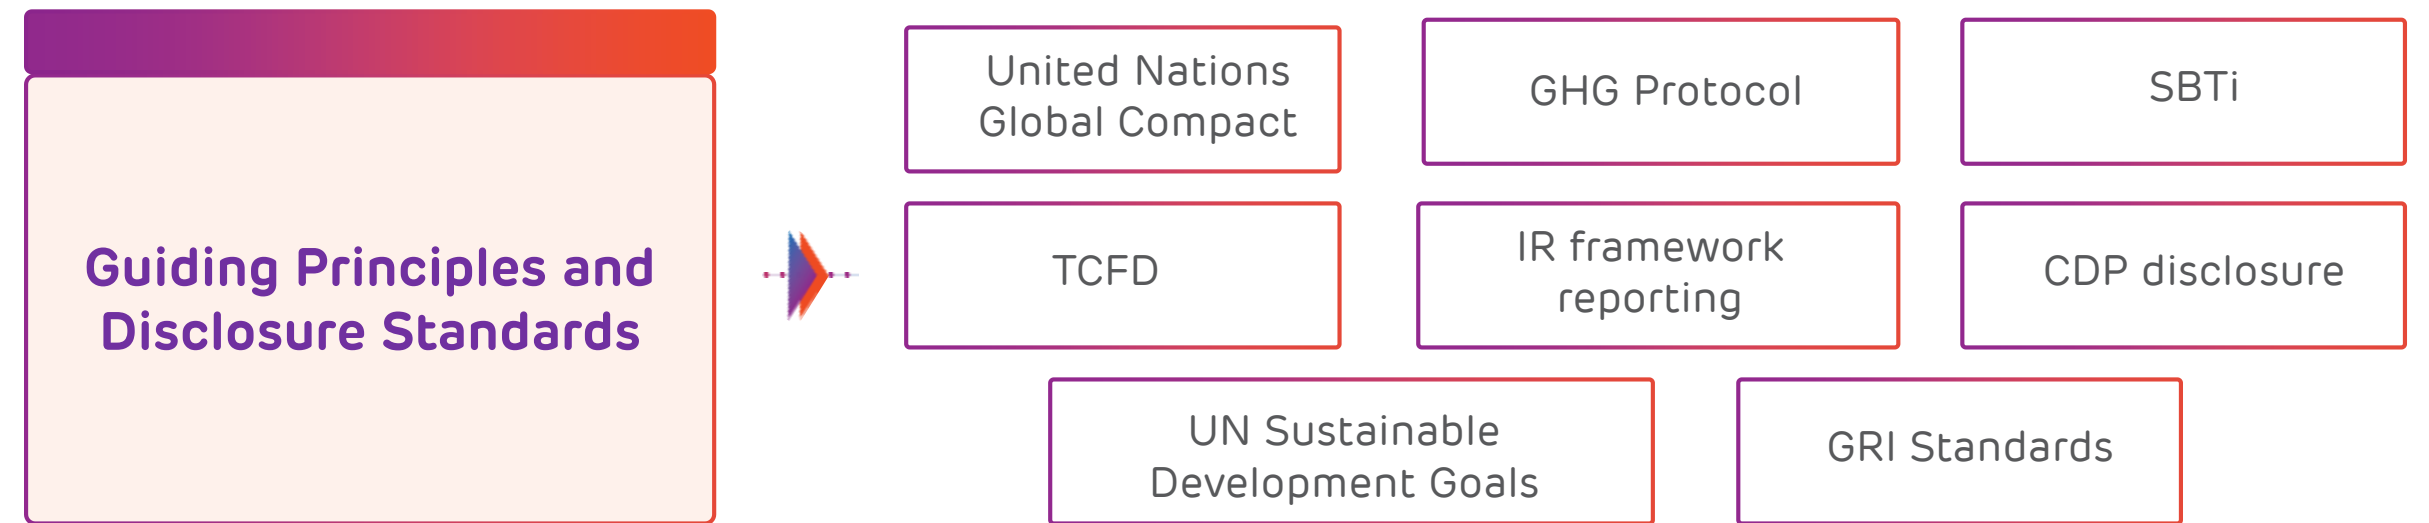 Guiding Principles and
Disclosure Standards
United Nations
Global Compact
GHG Protocol
SBTi
TCFD
IR framework
reporting
CDP disclosure
UN Sustainable
Development Goals
GRI Standards